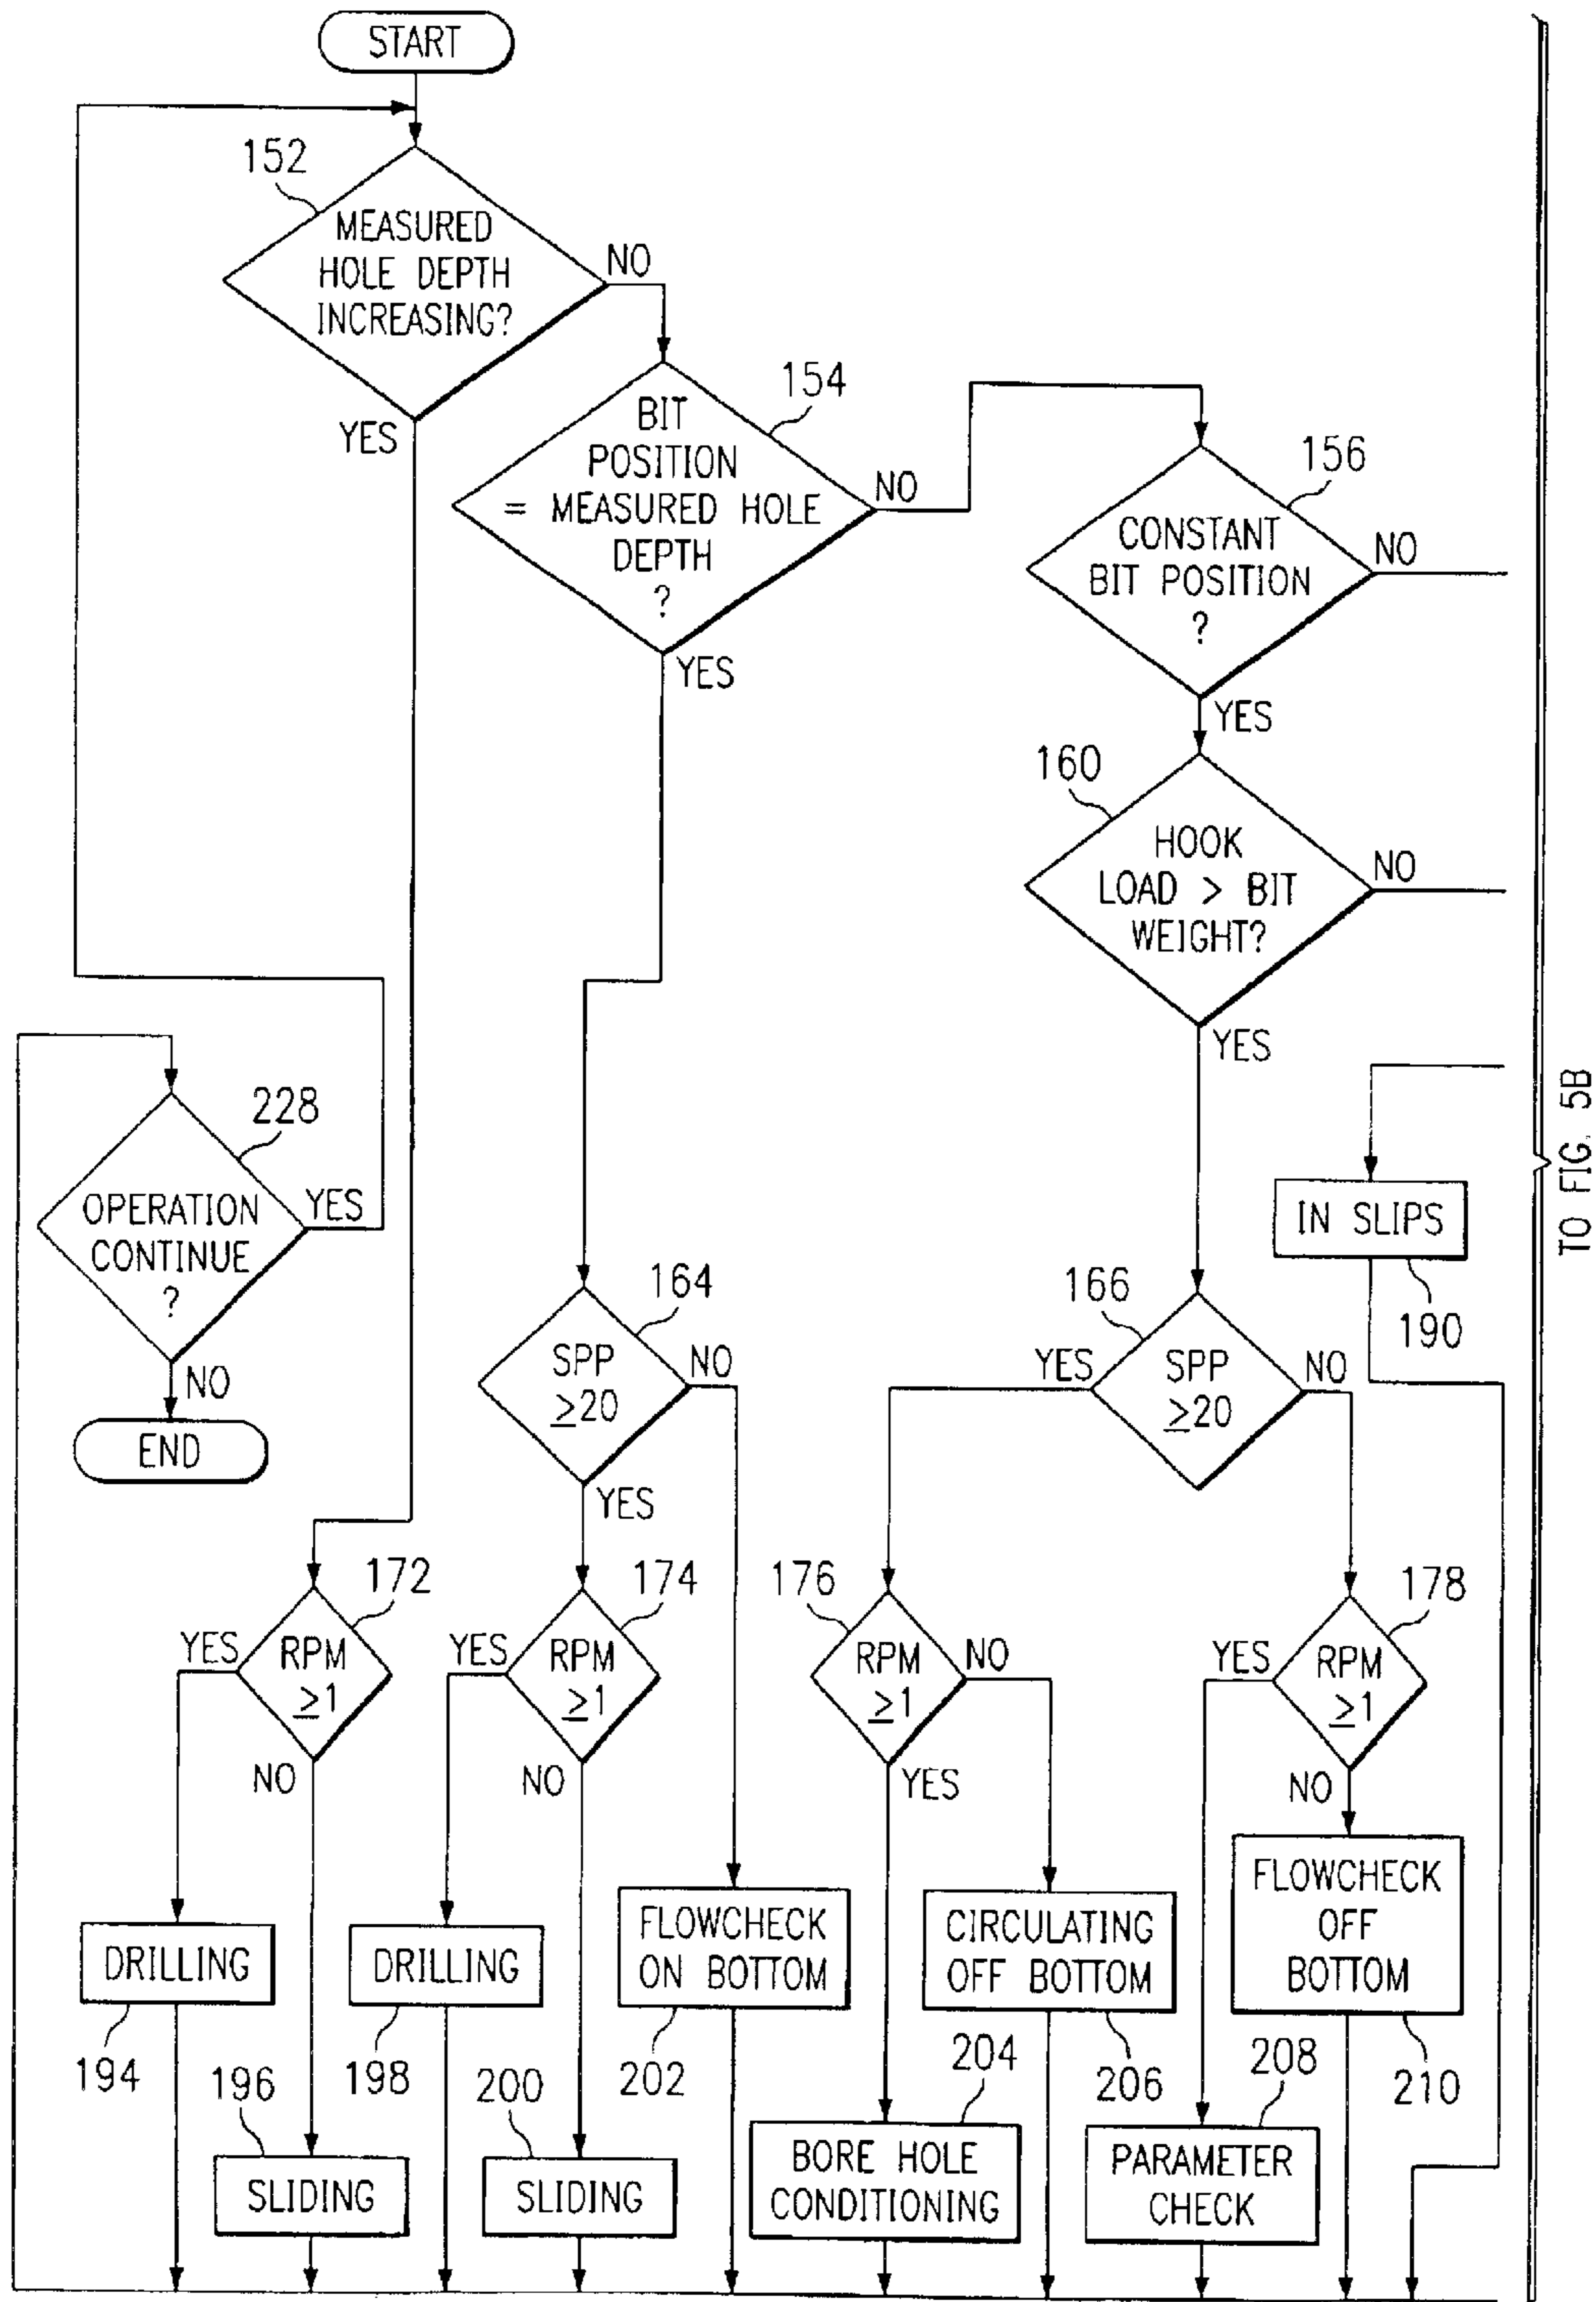 START
152
MEASURED
HOLE DEPTH
INCREASING?
NO
YES
154
BIT
POSITION
= MEASURED HOLE
DEPTH
?
NO
YES
156
CONSTANT
BIT POSITION
?
NO
YES
160
HOOK
LOAD > BIT
WEIGHT?
NO
YES
228
OPERATION
CONTINUE
?
YES
NO
END
IN SLIPS
190
TO FIG. 5B
164
SPP
≥20
NO
YES
166
YES
SPP
≥20
NO
172
YES
RPM
≥1
NO
174
YES
RPM
≥1
NO
176
RPM
≥1
NO
YES
178
YES
RPM
≥1
NO
DRILLING
194
SLIDING
196
DRILLING
198
SLIDING
200
FLOWCHECK
ON BOTTOM
202
BORE HOLE
CONDITIONING
204
CIRCULATING
OFF BOTTOM
206
PARAMETER
CHECK
208
FLOWCHECK
OFF
BOTTOM
210